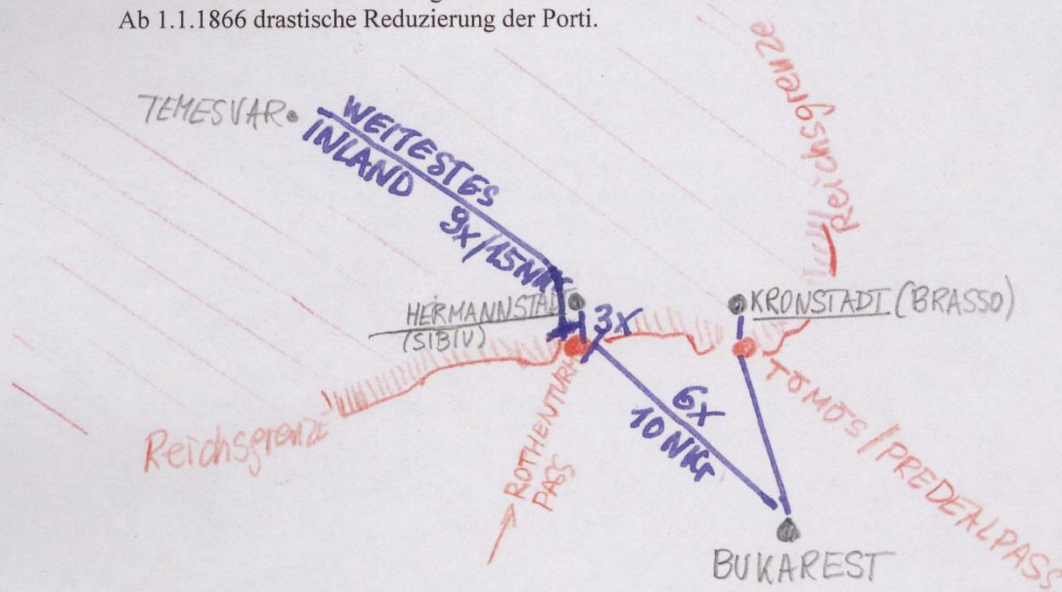 Ab 1.1.1866 drastische Reduzierung der Porti.
Reichsgrenze
TEMESVAR
WEITESTES
INLAND
9x/15NKr
HERMANNSTADT
(SIBIU)
3x
KRONSTADT (BRASSO)
Reichsgrenze
6x
10NKr
TÖMÖS/PREDEALPASS
ROTHENTURM
PASS
BUKAREST